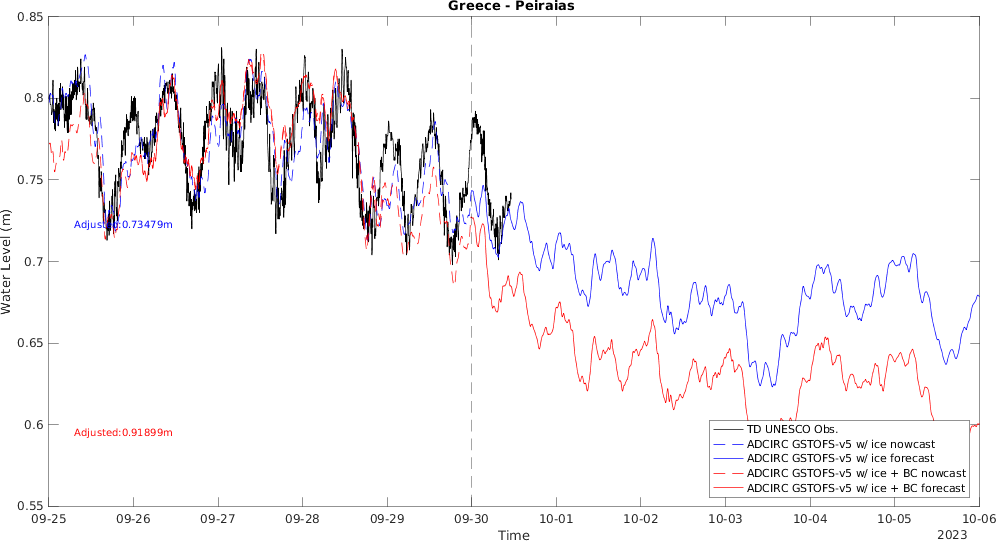 Greece - Peiraias
0.85
0.8
0.75
0.7
0.65
0.6
0.55
Water Level (m)
Adjusted:0.73479m
Adjusted:0.91899m
TD UNESCO Obs.
ADCIRC GSTOFS-v5 w/ ice nowcast
ADCIRC GSTOFS-v5 w/ ice forecast
ADCIRC GSTOFS-v5 w/ ice + BC nowcast
ADCIRC GSTOFS-v5 w/ ice + BC forecast
09-25 09-26 09-27 09-28 09-29 09-30 10-01 10-02 10-03 10-04 10-05 10-06
Time
2023